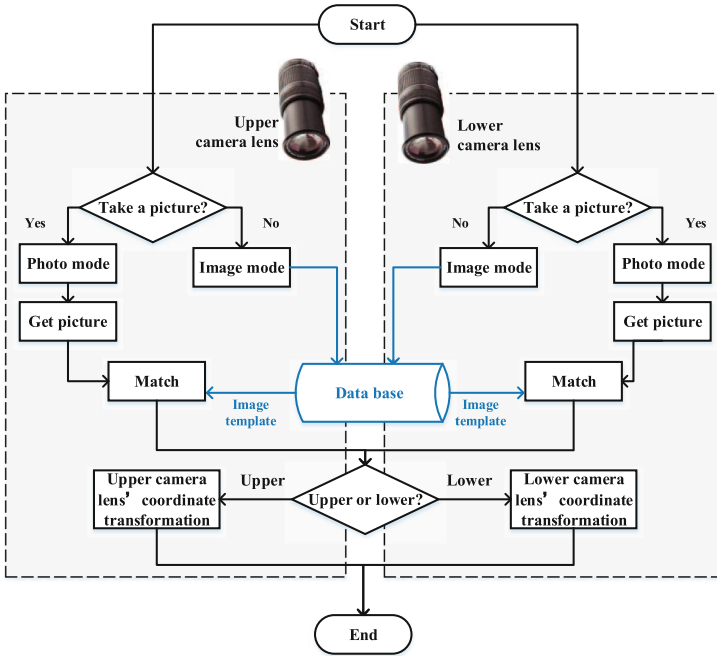 Start
Upper
camera lens
Lower
camera lens
Take a picture?
Take a picture?
Yes
No
No
Yes
Photo mode
Image mode
Image mode
Photo mode
Get picture
Get picture
Match
Data base
Match
Image
template
Image
template
Upper camera
lens’ coordinate
transformation
Upper
Upper or lower?
Lower
Lower camera
lens’ coordinate
transformation
End